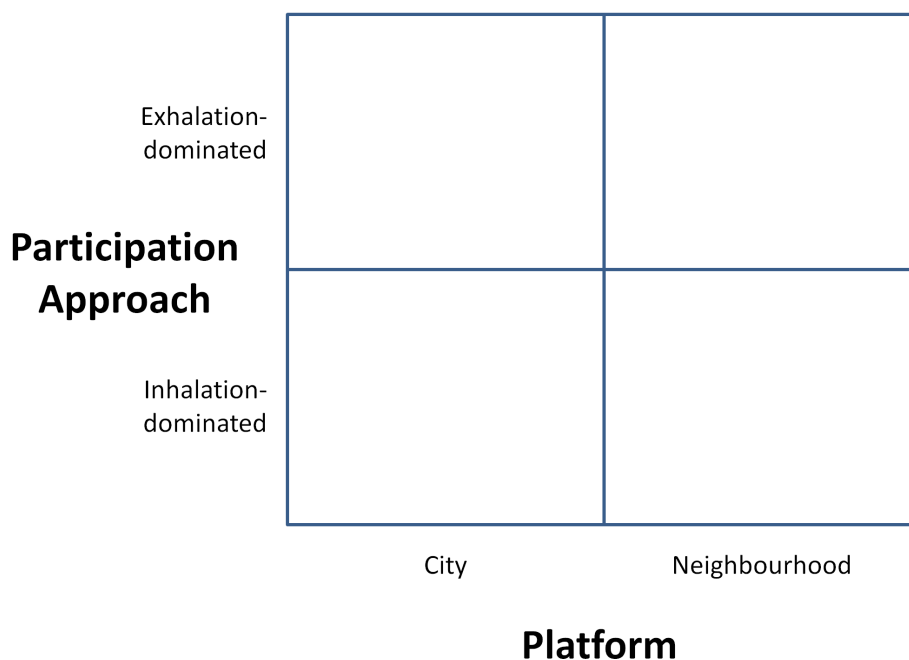 Exhalation-
dominated
Participation
Approach
Inhalation-
dominated
City
Neighbourhood
Platform